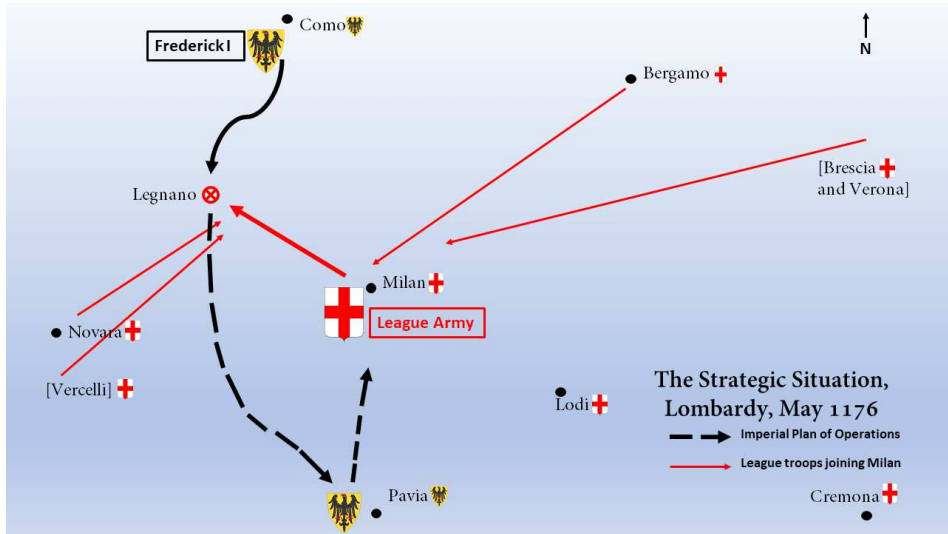 Como
Frederick I
N
Bergamo
[Brescia
and Verona]
Legnano
Milan
League Army
Novara
[Vercelli]
Lodi
The Strategic Situation,
Lombardy, May 1176
Imperial Plan of Operations
League troops joining Milan
Pavia
Cremona